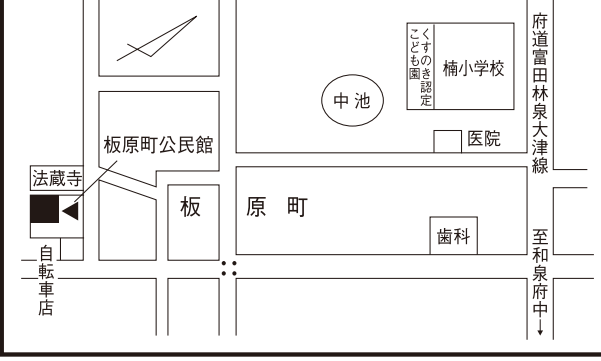 府道富田林泉大津線
くすのき認定
こども園
楠小学校
中池
医院
板原町公民館
法蔵寺
板原町
歯科
自転車店
至和泉府中→